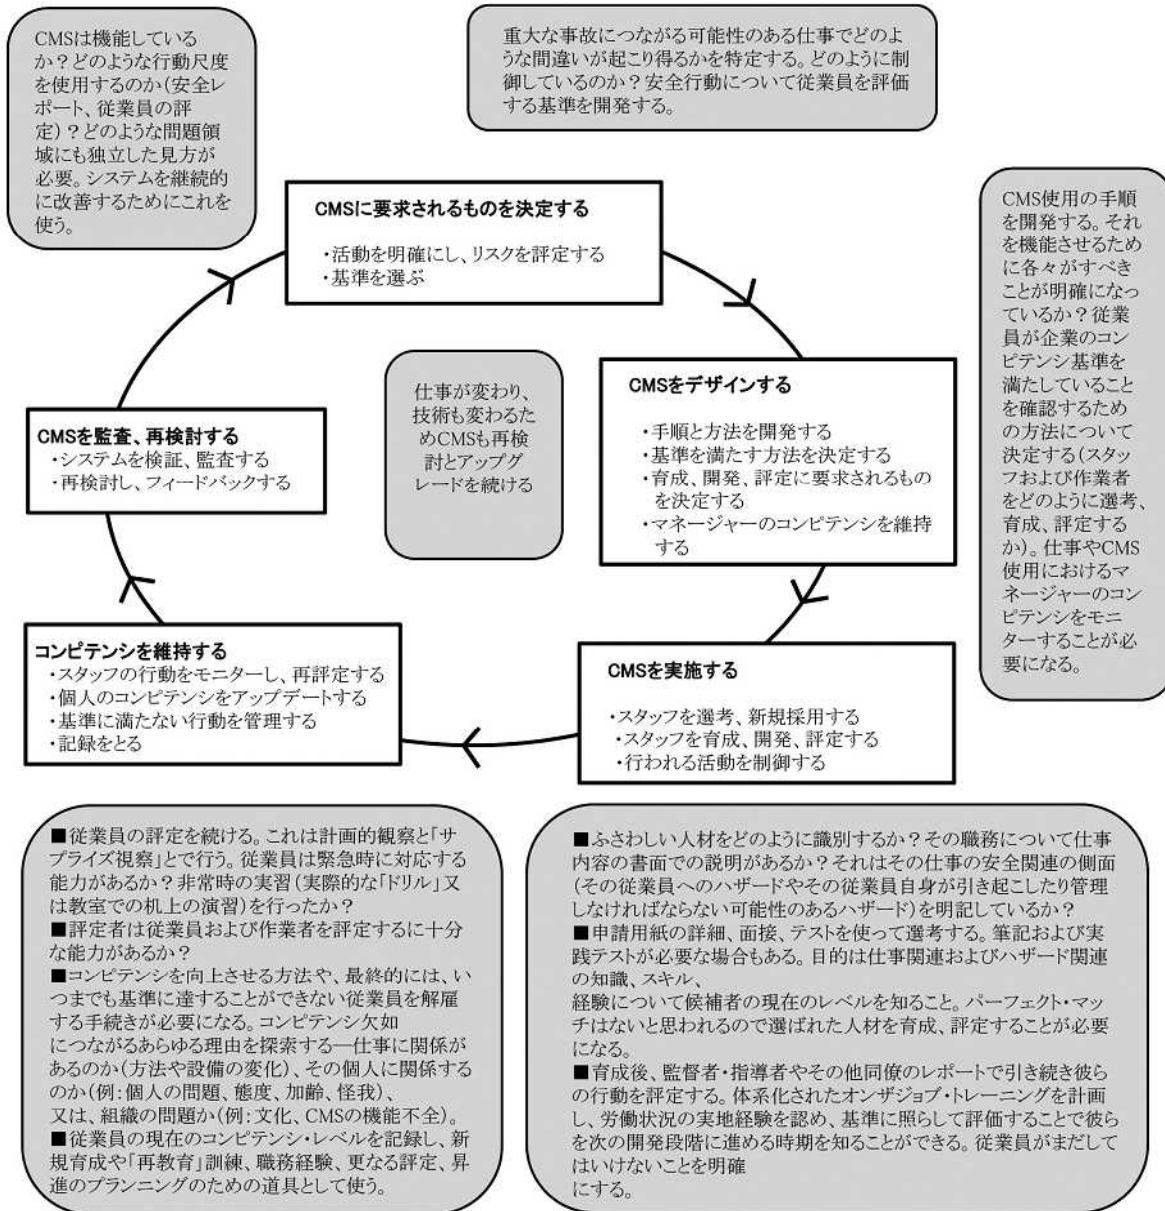 CMSは機能している
か?どのような行動尺度
を使用するのか(安全レ
ポート、従業員の評
定)?どのような問題領
域にも独立した見方が
必要。システムを継続的
に改善するためにこれを
使う。
重大な事故につながる可能性のある仕事でどのよ
うな間違いが起こり得るかを特定する。どのように制
御しているのか?安全行動について従業員を評価
する基準を開発する。
CMSに要求されるものを決定する
・活動を明確にし、リスクを評定する
・基準を選ぶ
CMS使用の手順
を開発する。それ
を機能させるため
に各々がすべき
ことが明確になっ
ているか?従業
員が企業のコン
ピテンシ基準を
満たしていること
を確認するため
の方法について
決定する(スタッ
フおよび作業者
をどのように選考、
育成、評定する
か)。仕事やCMS
使用におけるマ
ネージャーのコン
ピテンシをモニ
ターすることが必
要になる。
仕事が変わり、
技術も変わるた
めCMSも再検
討とアップグ
レードを続ける
CMSをデザインする
・手順と方法を開発する
・基準を満たす方法を決定する
・育成、開発、評定に要求されるもの
を決定する
・マネージャーのコンピテンシを維持
する
CMSを監査、再検討する
・システムを検証、監査する
・再検討し、フィードバックする
コンピテンシを維持する
・スタッフの行動をモニターし、再評定する
・個人のコンピテンシをアップデートする
・基準に満たない行動を管理する
・記録をとる
CMSを実施する
・スタッフを選考、新規採用する
・スタッフを育成、開発、評定する
・行われる活動を制御する
■従業員の評定を続ける。これは計画的観察と「サ
プライズ視察」とで行う。従業員は緊急時に対応する
能力があるか?非常時の実習(実際的な「ドリル」又
は教室での机上の演習)を行ったか?
■評定者は従業員および作業者を評定するに十分
な能力があるか?
■コンピテンシを向上させる方法や、最終的には、い
つまでも基準に達することができない従業員を解雇
する手続きが必要になる。コンピテンシ欠如
につながるあらゆる理由を探索する―仕事に関係が
あるのか(方法や設備の変化)、その個人に関係する
のか(例:個人の問題、態度、加齢、怪我)、
又は、組織の問題か(例:文化、CMSの機能不全)。
■従業員の現在のコンピテンシ・レベルを記録し、新
規育成や「再教育」訓練、職務経験、更なる評定、昇
進のプランニングのための道具として使う。
■ふさわしい人材をどのように識別するか?その職務について仕事
内容の書面での説明があるか?それはその仕事の安全関連の側面
(その従業員へのハザードやその従業員自身が引き起こしたり管理
しなければならない可能性のあるハザード)を明記しているか?
■申請用紙の詳細、面接、テストを使って選考する。筆記および実
践テストが必要な場合もある。目的は仕事関連およびハザード関連
の知識、スキル、
経験について候補者の現在のレベルを知ること。パーフェクト・マッ
チはないと思われるので選ばれた人材を育成、評定することが必要
になる。
■育成後、監督者・指導者やその他同僚のレポートで引き続き彼ら
の行動を評定する。体系化されたオンザジョブ・トレーニングを計画
し、労働状況の実地経験を認め、基準に照らして評価することで彼ら
を次の開発段階に進める時期を知ることができる。従業員がまだして
はいけないことを明確
にする。